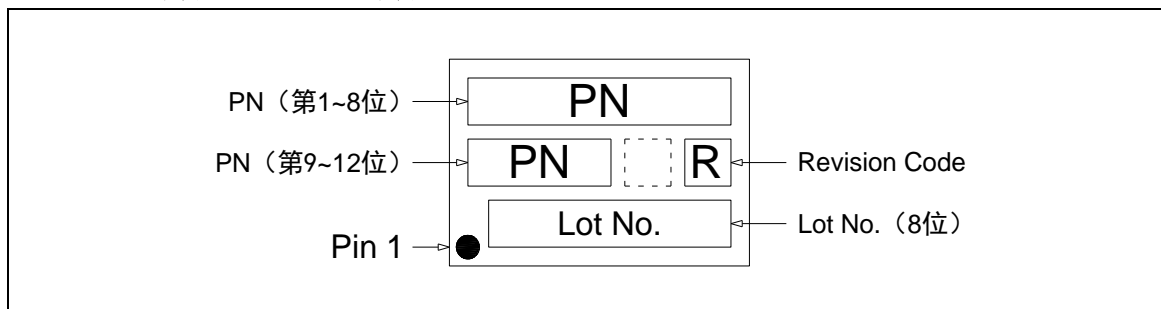 PN（第1~8位） PN
PN（第9~12位） PN R Revision Code
Lot No. Lot No.（8位）
Pin 1